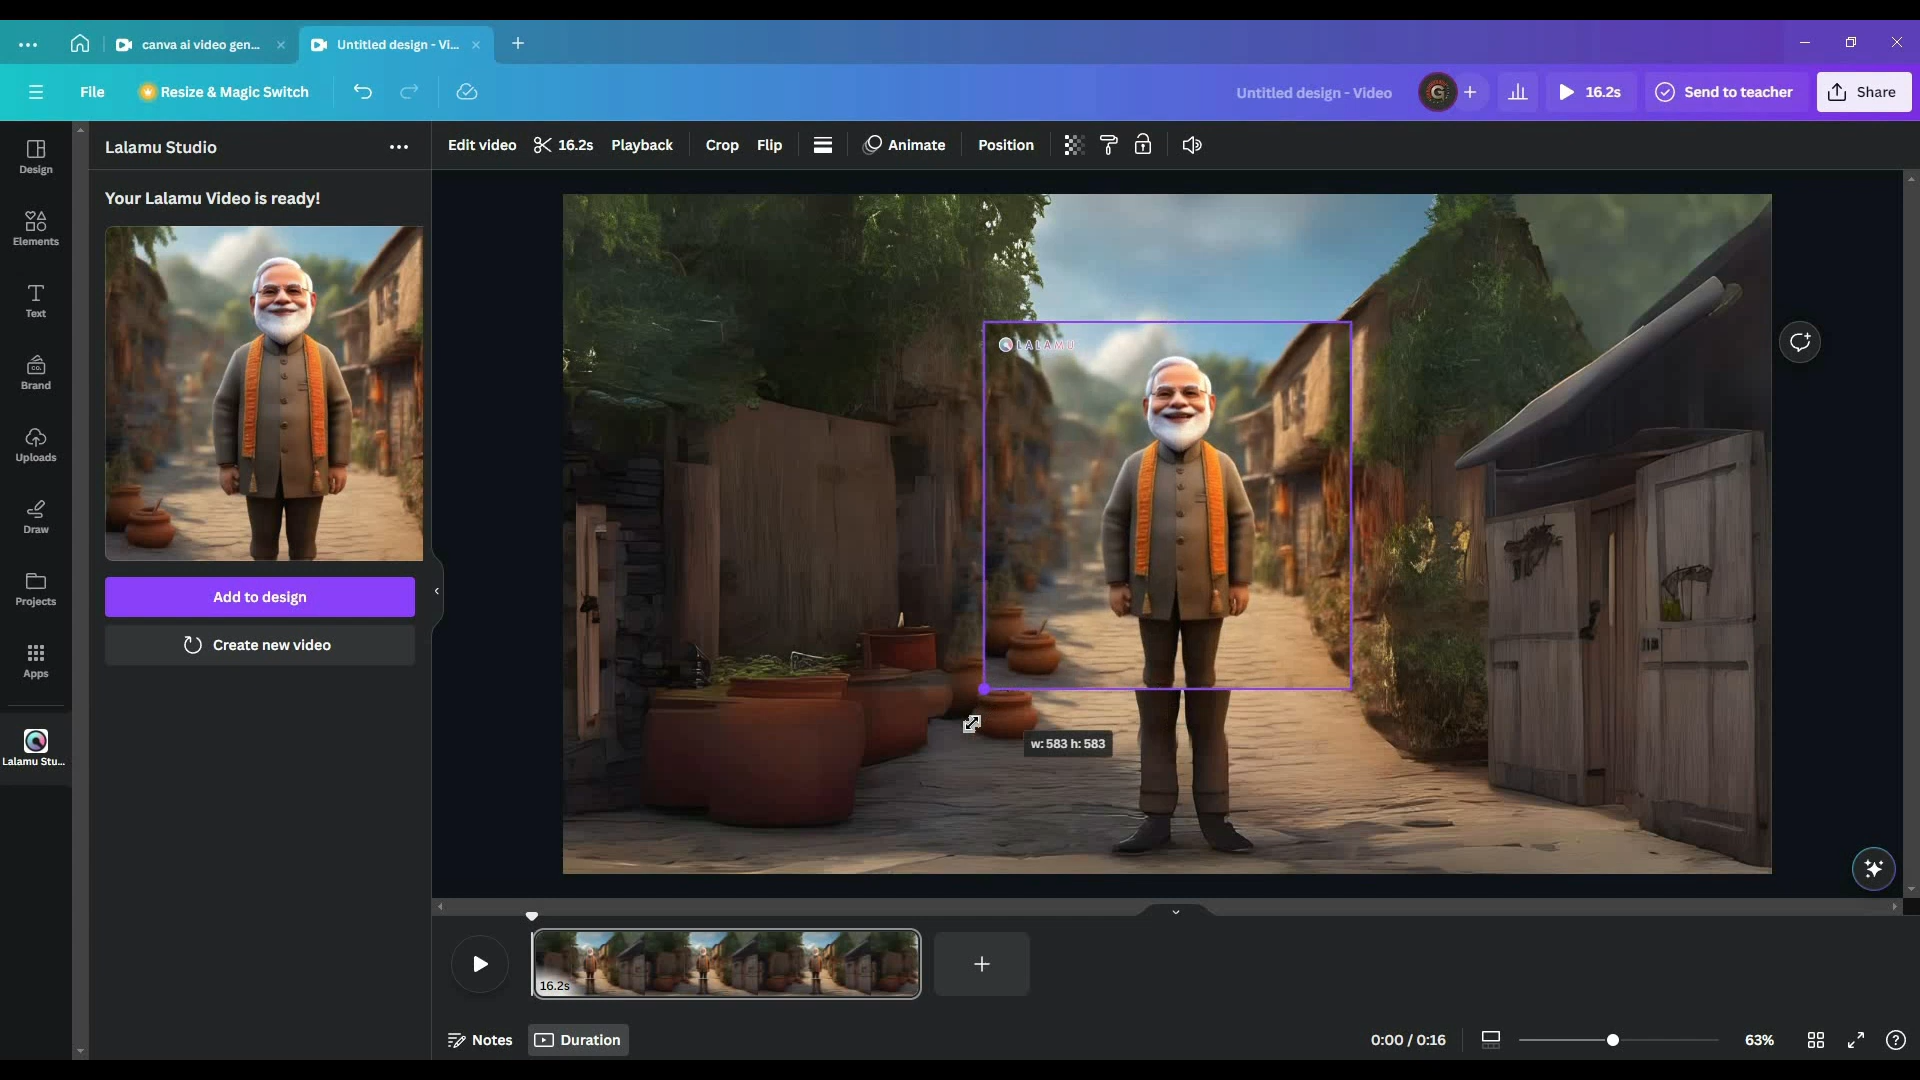 canva ai video gen...
Untitled design - Vi...
File
Resize & Magic Switch
Untitled design - Video
G
16.2s
Send to teacher
Share
Design
Elements
Text
Brand
Uploads
Draw
Projects
Apps
Lalamu Stu...
Lalamu Studio
Your Lalamu Video is ready!
Add to design
Create new video
Edit video
16.2s
Playback
Crop
Flip
Animate
Position
LALAMU
w: 583 h: 583
16.2s
Notes
Duration
0:00 / 0:16
63%